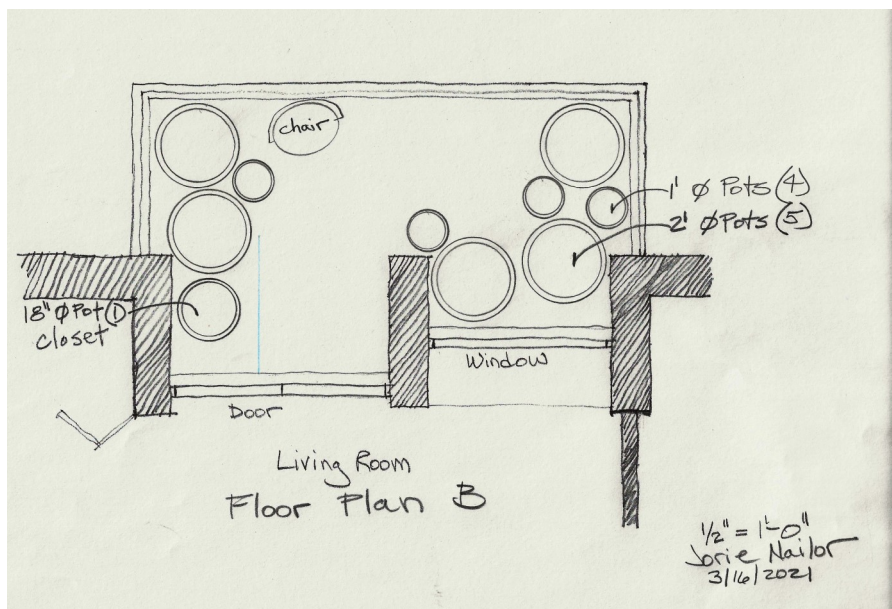 chair
1' Ø Pots (4)
2' Ø Pots (5)
18" Ø Pot (1)
closet
Window
Door
Living Room
Floor Plan B
1/2" = 1'-0"
Jorie Nailor
3/16/2021